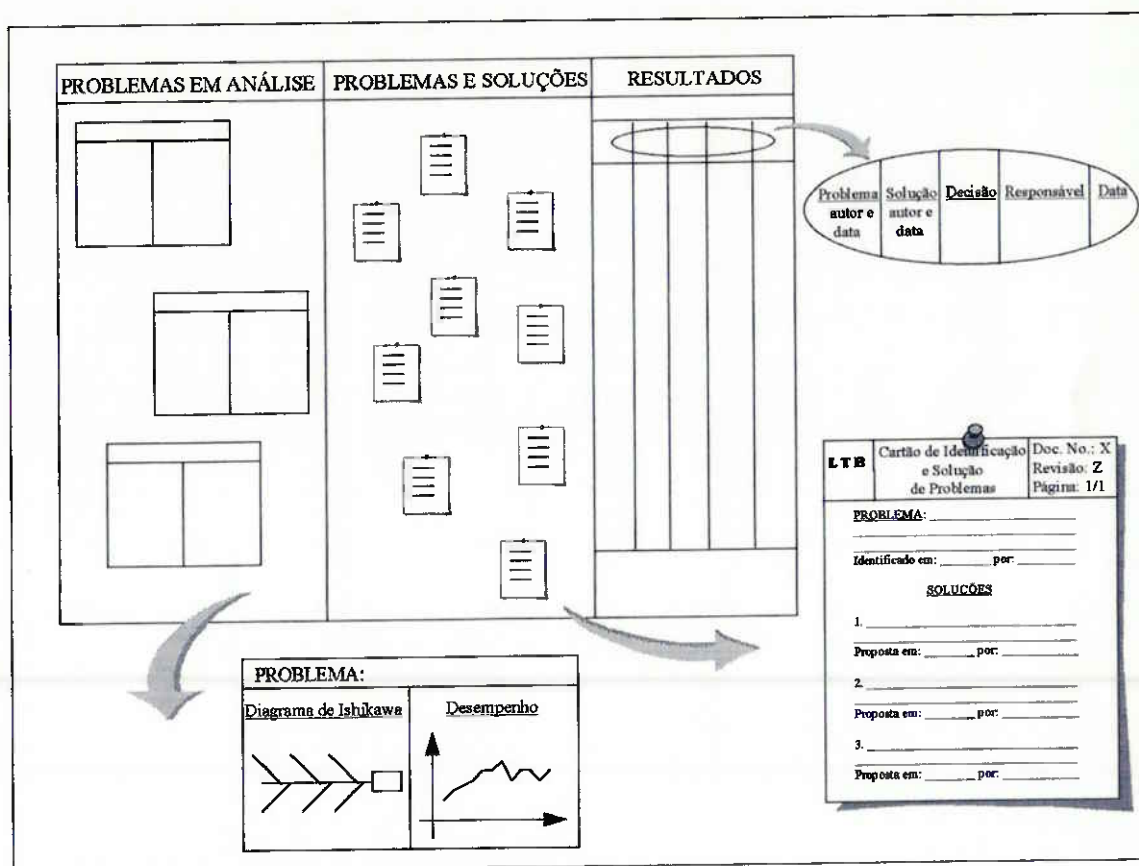 PROBLEMAS EM ANÁLISE
PROBLEMAS E SOLUÇÕES
RESULTADOS
Problema
autor e
data
Solução
autor e
data
Decisão
Responsável
Data
LTB
Cartão de Identificação
e Solução
de Problemas
Doc. No.: X
Revisão: Z
Página: 1/1
PROBLEMA:
Identificado em: por:
SOLUCÕES
1.
Proposta em: por:
2.
Proposta em: por:
3.
Proposta em: por:
PROBLEMA:
Diagrama de Ishikawa
Desempenho